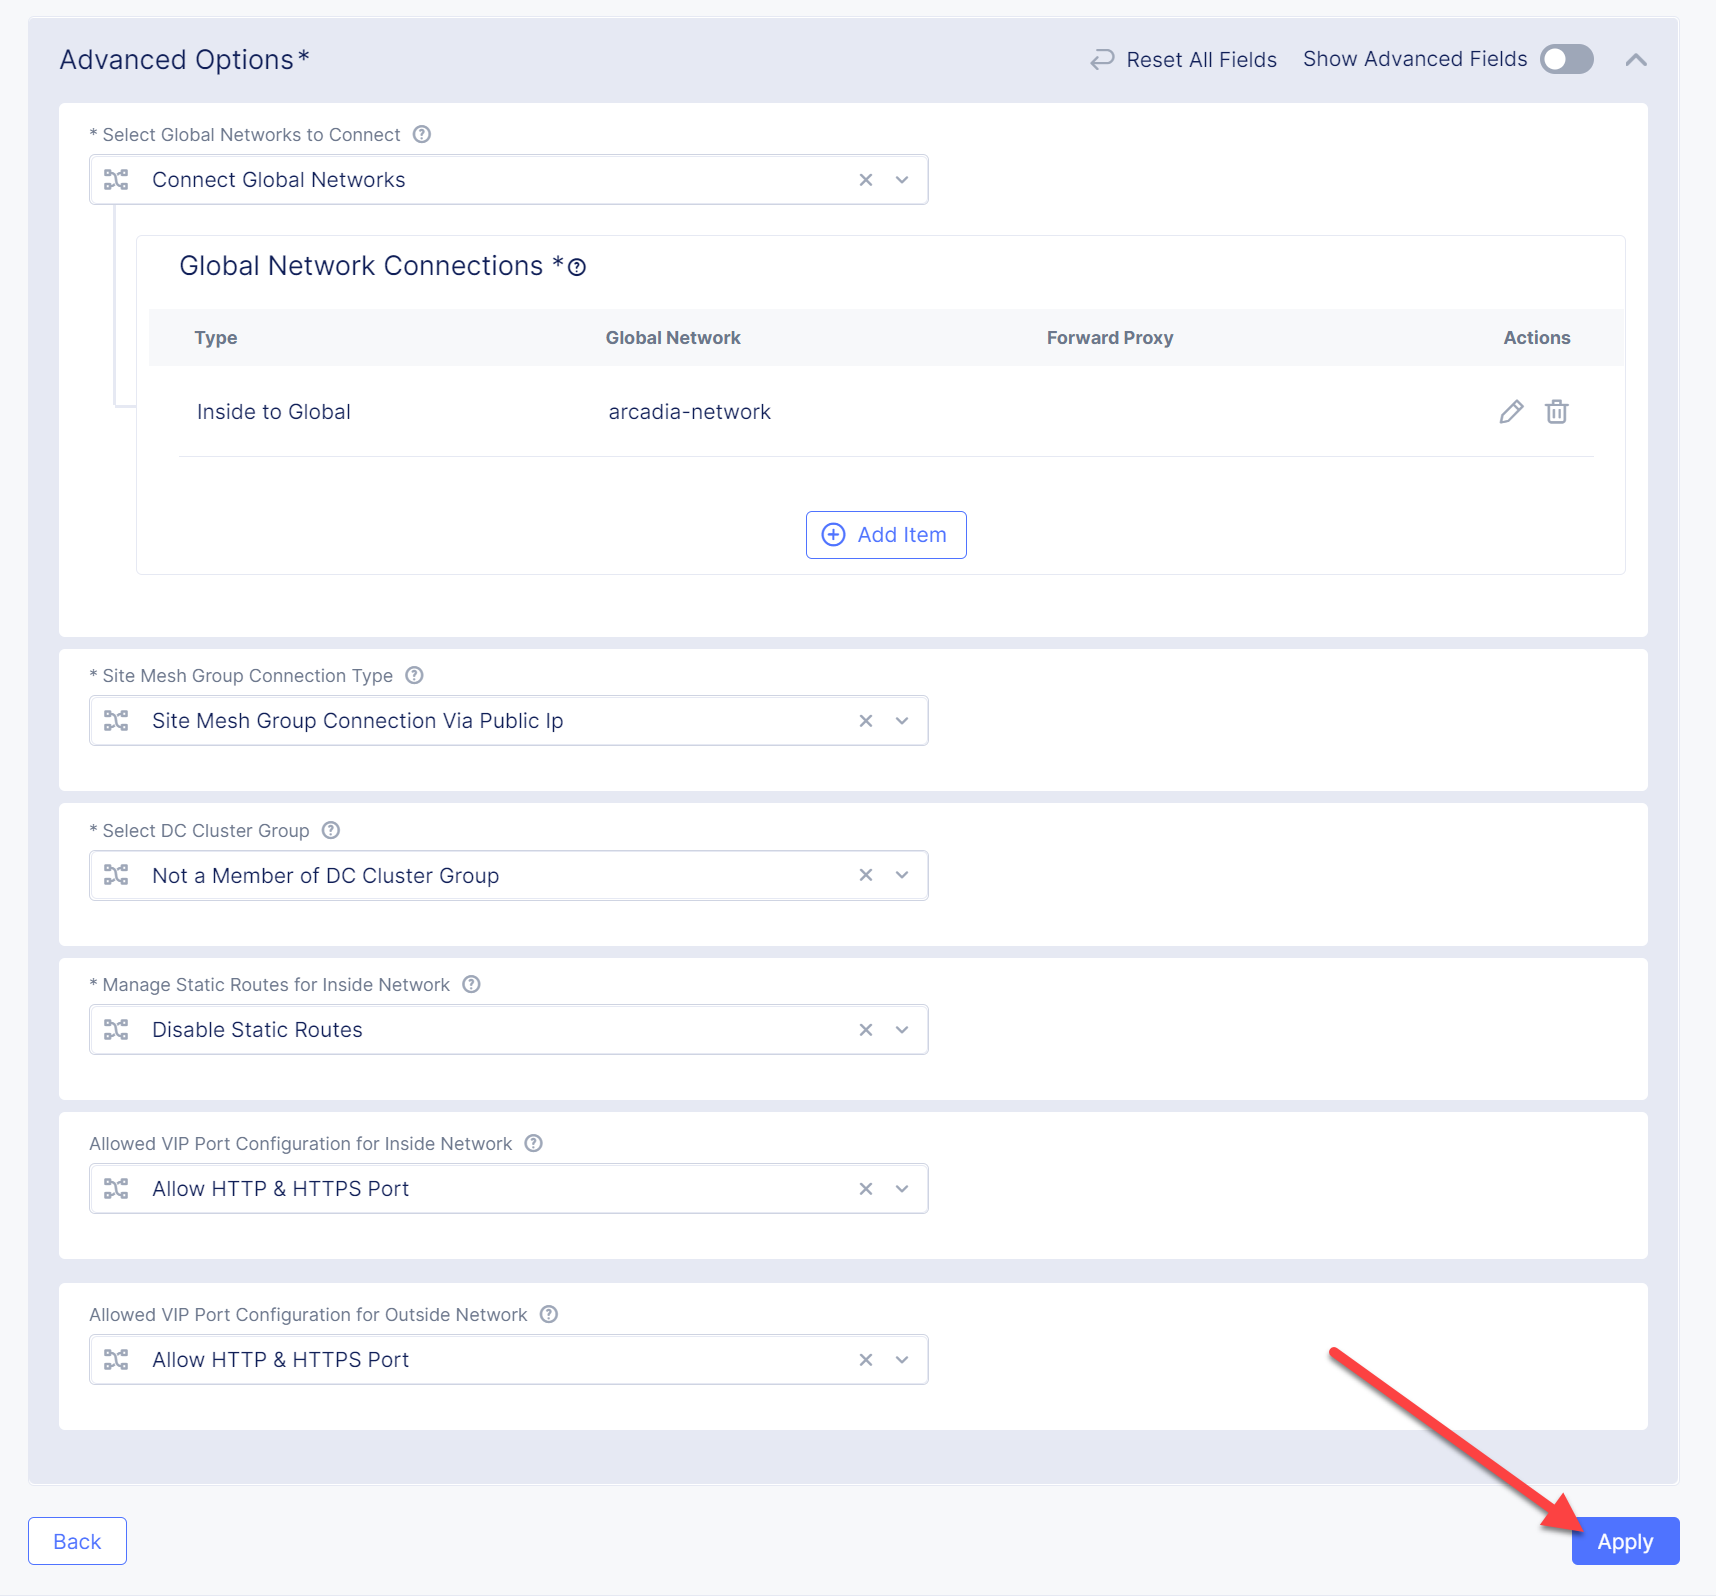 Advanced Options*
Reset All Fields
Show Advanced Fields
* Select Global Networks to Connect
Connect Global Networks
Global Network Connections *
Type Global Network Forward Proxy Actions
Inside to Global arcadia-network
Add Item
* Site Mesh Group Connection Type
Site Mesh Group Connection Via Public Ip
* Select DC Cluster Group
Not a Member of DC Cluster Group
* Manage Static Routes for Inside Network
Disable Static Routes
Allowed VIP Port Configuration for Inside Network
Allow HTTP & HTTPS Port
Allowed VIP Port Configuration for Outside Network
Allow HTTP & HTTPS Port
Back
Apply